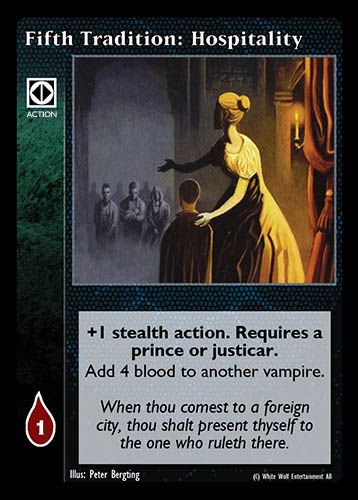 Fifth Tradition: Hospitality
ACTION
+1 stealth action. Requires a
prince or justicar.
Add 4 blood to another vampire.
When thou comest to a foreign
city, thou shalt present thyself to
the one who ruleth there.
1
Illus: Peter Bergting
(C) White Wolf Entertainment AB